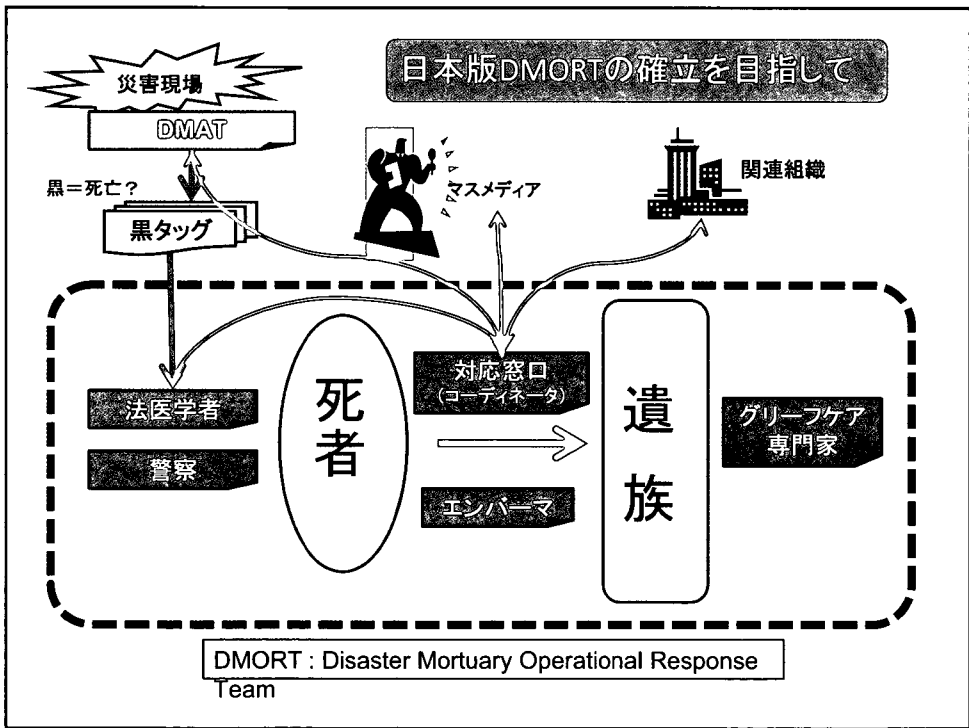 日本版DMORTの確立を目指して
災害現場
DMAT
黒=死亡?
黒タッグ
マスメディア
関連組織
法医学者
警察
死者
対応窓口
(コーディネータ)
エンバーマ
遺族
グリーフケア
専門家
DMORT : Disaster Mortuary Operational Response
Team